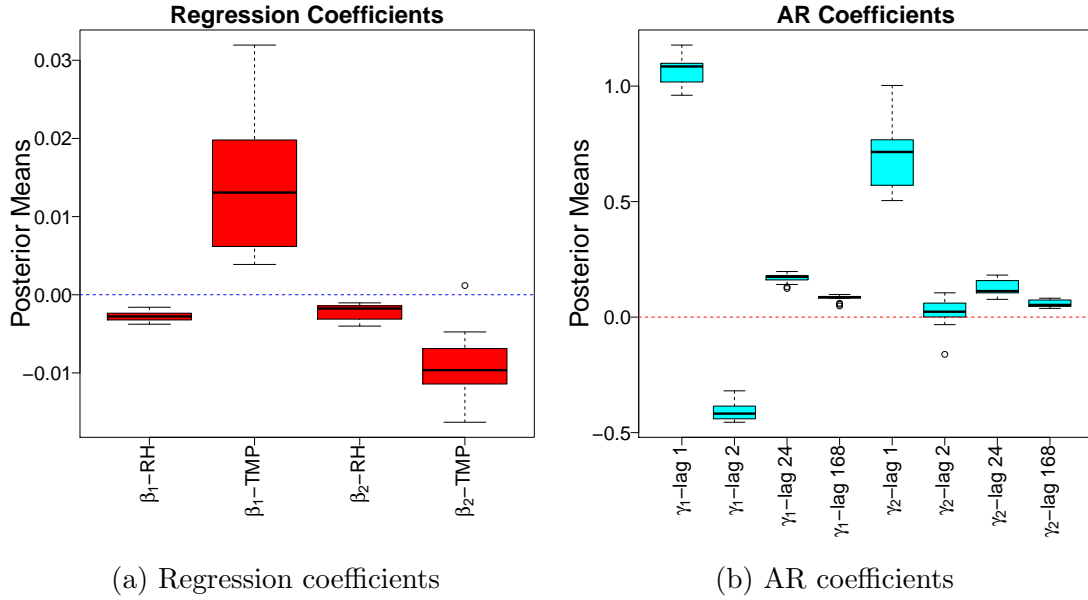 Regression Coefficients
Posterior Means
0.03
0.02
0.01
0.00
−0.01
β₁−RH
β₁−TMP
β₂−RH
β₂−TMP
(a) Regression coefficients
AR Coefficients
Posterior Means
1.0
0.5
0.0
−0.5
γ₁−lag 1
γ₁−lag 2
γ₁−lag 24
γ₁−lag 168
γ₂−lag 1
γ₂−lag 2
γ₂−lag 24
γ₂−lag 168
(b) AR coefficients